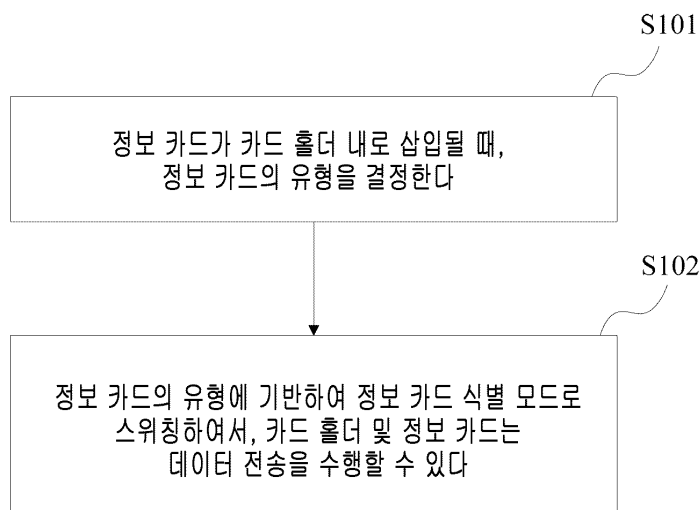 S101
정보 카드가 카드 홀더 내로 삽입될 때,
정보 카드의 유형을 결정한다
S102
정보 카드의 유형에 기반하여 정보 카드 식별 모드로
스위칭하여서, 카드 홀더 및 정보 카드는
데이터 전송을 수행할 수 있다